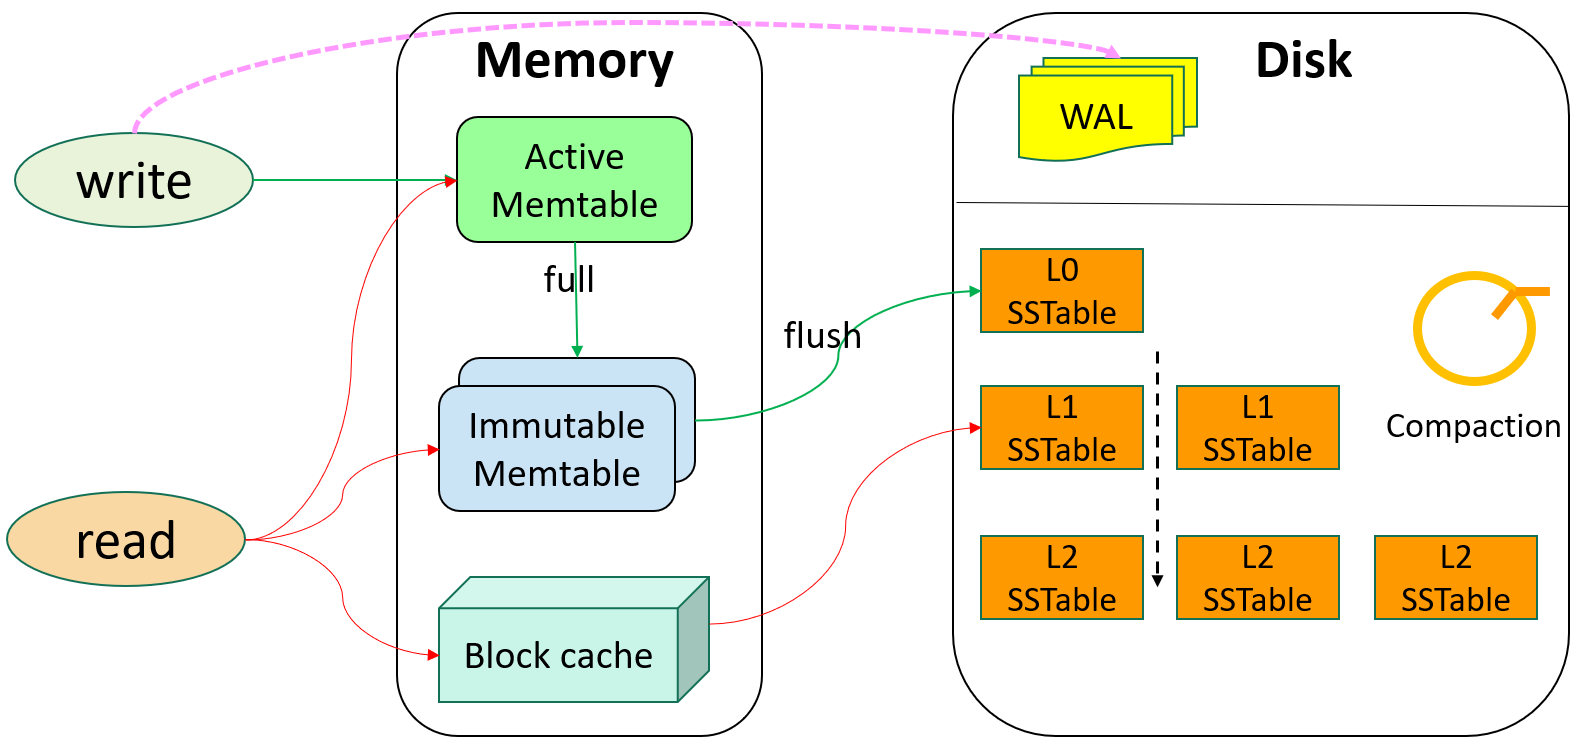 Memory
Disk
WAL
write
Active
Memtable
full
L0
SSTable
flush
Immutable
Memtable
L1
SSTable
L1
SSTable
Compaction
read
L2
SSTable
L2
SSTable
L2
SSTable
Block cache